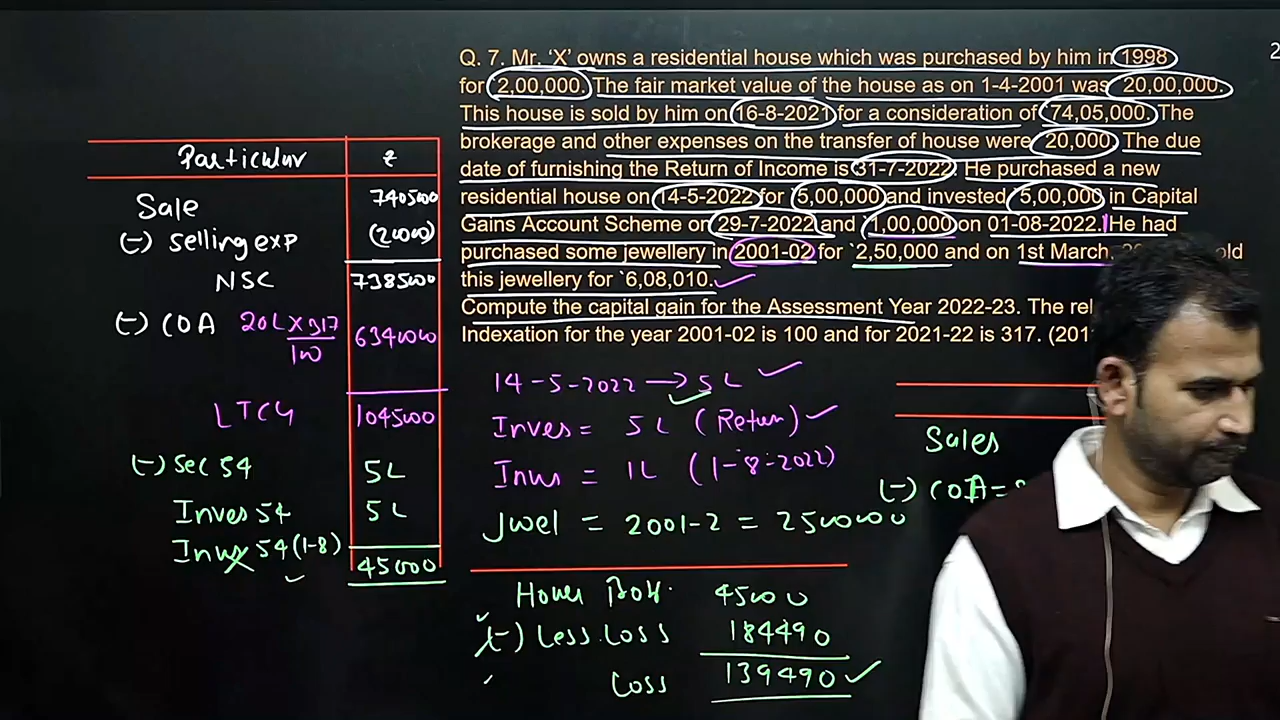 Q. 7. Mr. 'X' owns a residential house which was purchased by him in 1998
for `2,00,000. The fair market value of the house as on 1-4-2001 was `20,00,000.
This house is sold by him on 16-8-2021 for a consideration of `74,05,000. The
brokerage and other expenses on the transfer of house were `20,000. The due
date of furnishing the Return of Income is 31-7-2022. He purchased a new
residential house on 14-5-2022 for `5,00,000 and invested `5,00,000 in Capital
Gains Account Scheme on 29-7-2022 and `1,00,000 on 01-08-2022. He had
purchased some jewellery in 2001-02 for `2,50,000 and on 1st March,
this jewellery for `6,08,010.
Compute the capital gain for the Assessment Year 2022-23. The
Indexation for the year 2001-02 is 100 and for 2021-22 is 317.
2
Particular ₹
Sale 7405000
(-) Selling exp (20000)
NSC 7385000
(-) COA 20L×317/100 6340000
LTCG 1045000
(-) Sec 54 5L
Inves 54 5L
54 (1-8)
45000
14-5-2022 → 5L
Inves = 5L (Return)
Inves = 1L (1-8-2022)
Jwel = 2001-2 = 2500000
Sales
(-) COA =
45000
(-) Less Loss 184490
Loss 139490